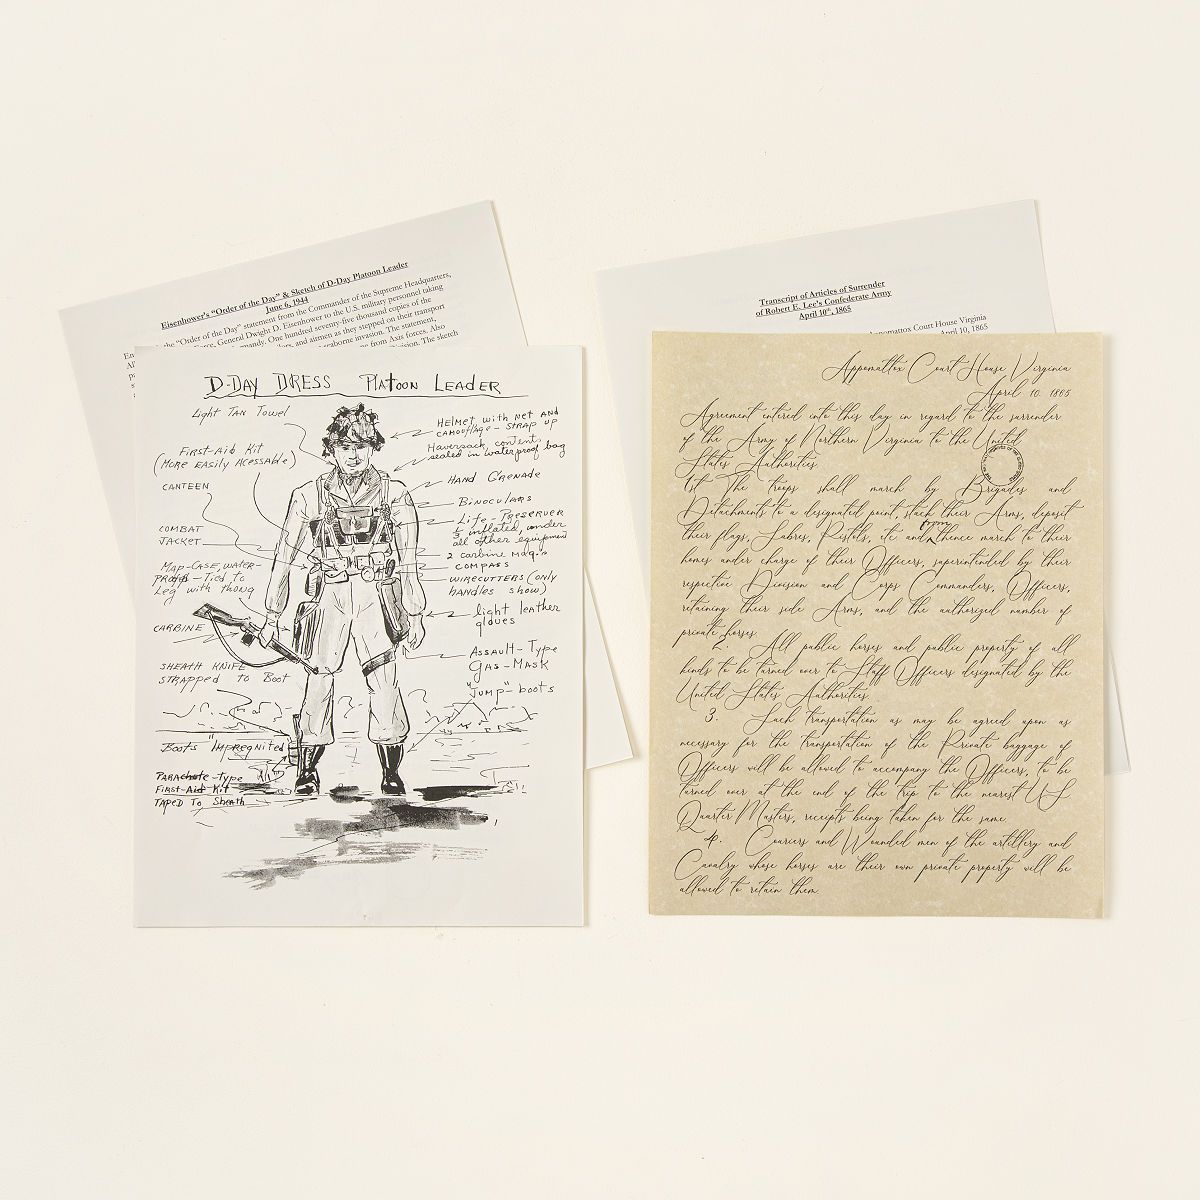 Eisenhower's "Order of the Day" & Sketch of D-Day Platoon Leader
June 6, 1944
"Order of the Day" statement from the Commander of the Supreme Headquarters,
General Dwight D. Eisenhower to the U.S. military personnel taking
One hundred seventy-five thousand copies of the
and airmen as they stepped on their transport
invasion. The statement,
from Axis forces. Also
The sketch
D-DAY DRESS PLATOON LEADER
Light Tan Towel
FIRST-AID KIT
(MORE EASILY ACESSABLE)
CANTEEN
COMBAT
JACKET
MAP-CASE, WATER-
PROOF-TIED TO
Leg WITH THONG
CARBINE
SHEATH KNIFE
STRAPPED TO BOOT
BOOTS "IMPREGNITED"
PARAchute-type
FIRST-Aid KIT
TAPED TO Sheath
HELMET WITH NET AND
CAMOUFLAGE - STRAP UP
Haversack, contents
sealed in waterproof bag
HAND GRENADE
BINOCULARS
Life-PRESERVER
½ inflated, under
all other equipment
2 carbine MAG.s
COMPASS
WIRECUTTERS (ONLY
handles show)
light leather
gloves
ASSAULT-TYPE
GAS-MASK
"JUMP"-boots
Transcript of Articles of Surrender
of Robert E. Lee's Confederate Army
April 10th, 1865
Appomattox Court House Virginia
April 10, 1865
Appomattox Court House Virginia
April 10 1865
Agreement entered into this day in regard to the surrender
of the Army of Northern Virginia to the United
States Authorities
1st The troops shall march by Brigades and
Detachments to a designated point stack their Arms, deposit
their flags, Sabres, Pistols, etc and from thence march to their
homes under charge of their Officers, superintended by their
respective Division and Corps Commanders, Officers,
retaining their side Arms, and the authorized number of
private horses.
2. All public horses and public property of all
kinds to be turned over to Staff Officers designated by the
United States Authorities.
3. Such transportation as may be agreed upon as
necessary for the transportation of the Private baggage of
Officers will be allowed to accompany the Officers, to be
turned over at the end of the trip to the nearest U.S.
Quarter Masters, receipts being taken for the same.
4. Couriers and Wounded men of the artillery and
Cavalry whose horses are their own private property will be
allowed to retain them